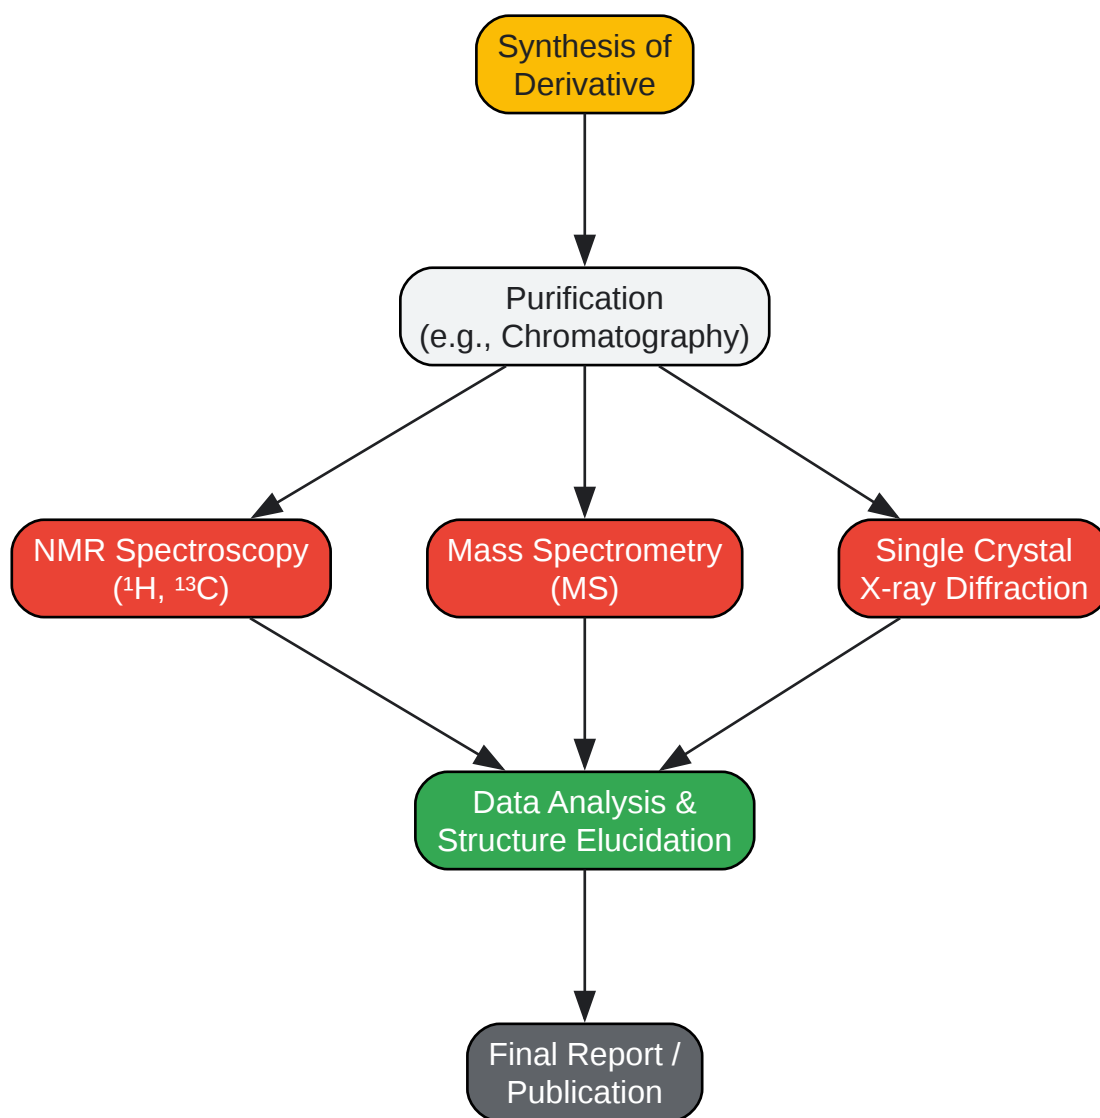 Synthesis of
Derivative
Purification
(e.g., Chromatography)
NMR Spectroscopy
(¹H, ¹³C)
Mass Spectrometry
(MS)
Single Crystal
X-ray Diffraction
Data Analysis &
Structure Elucidation
Final Report /
Publication